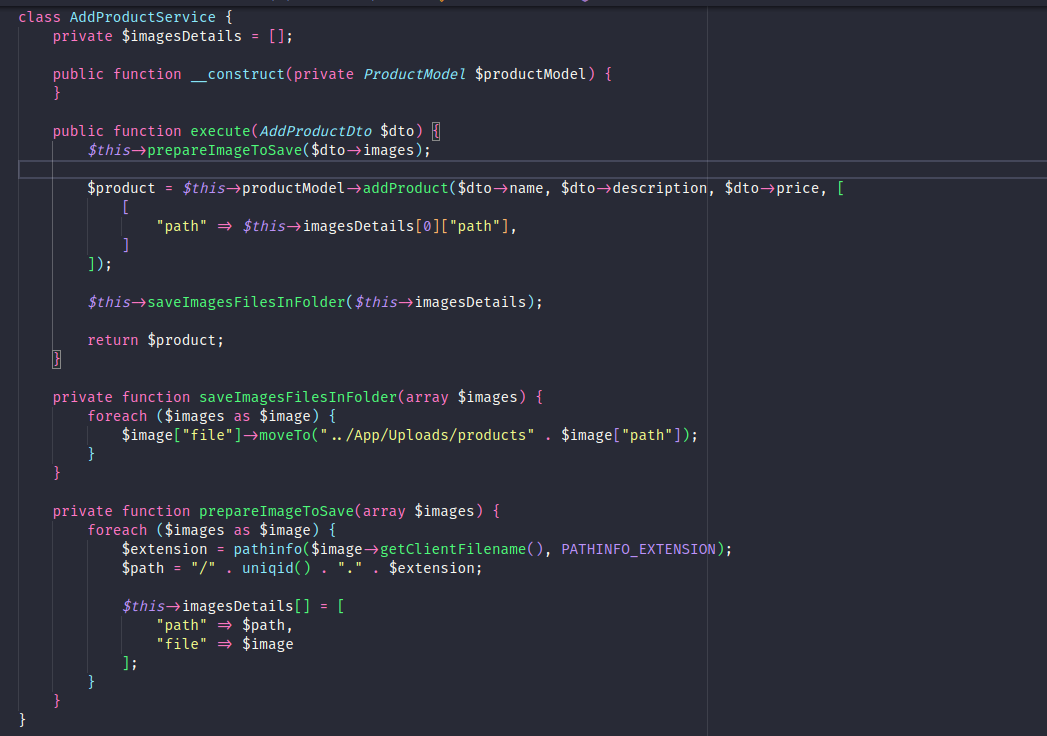 class AddProductService {
    private $imagesDetails = [];

    public function __construct(private ProductModel $productModel) {
    }

    public function execute(AddProductDto $dto) {
        $this->prepareImageToSave($dto->images);

        $product = $this->productModel->addProduct($dto->name, $dto->description, $dto->price, [
            [
                "path" => $this->imagesDetails[0]["path"],
            ]
        ]);

        $this->saveImagesFilesInFolder($this->imagesDetails);

        return $product;
    }

    private function saveImagesFilesInFolder(array $images) {
        foreach ($images as $image) {
            $image["file"]->moveTo("../App/Uploads/products" . $image["path"]);
        }
    }

    private function prepareImageToSave(array $images) {
        foreach ($images as $image) {
            $extension = pathinfo($image->getClientFilename(), PATHINFO_EXTENSION);
            $path = "/" . uniqid() . "." . $extension;

            $this->imagesDetails[] = [
                "path" => $path,
                "file" => $image
            ];
        }
    }
}